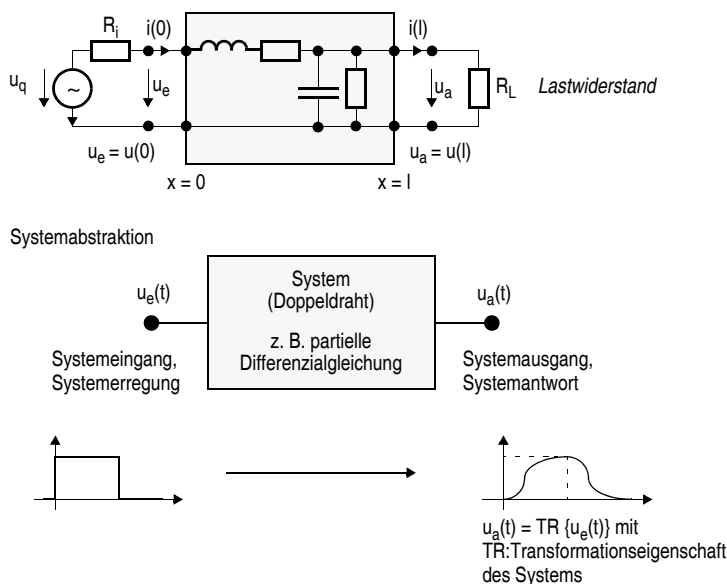 R_i
i(0)
i(l)
u_q
~
u_e
u_a
R_L
Lastwiderstand
u_e = u(0)
u_a = u(l)
x = 0
x = l
Systemabstraktion
u_e(t)
System
(Doppeldraht)
z. B. partielle
Differenzialgleichung
u_a(t)
Systemeingang,
Systemerregung
Systemausgang,
Systemantwort
u_a(t) = TR {u_e(t)} mit
TR:Transformationseigenschaft
des Systems